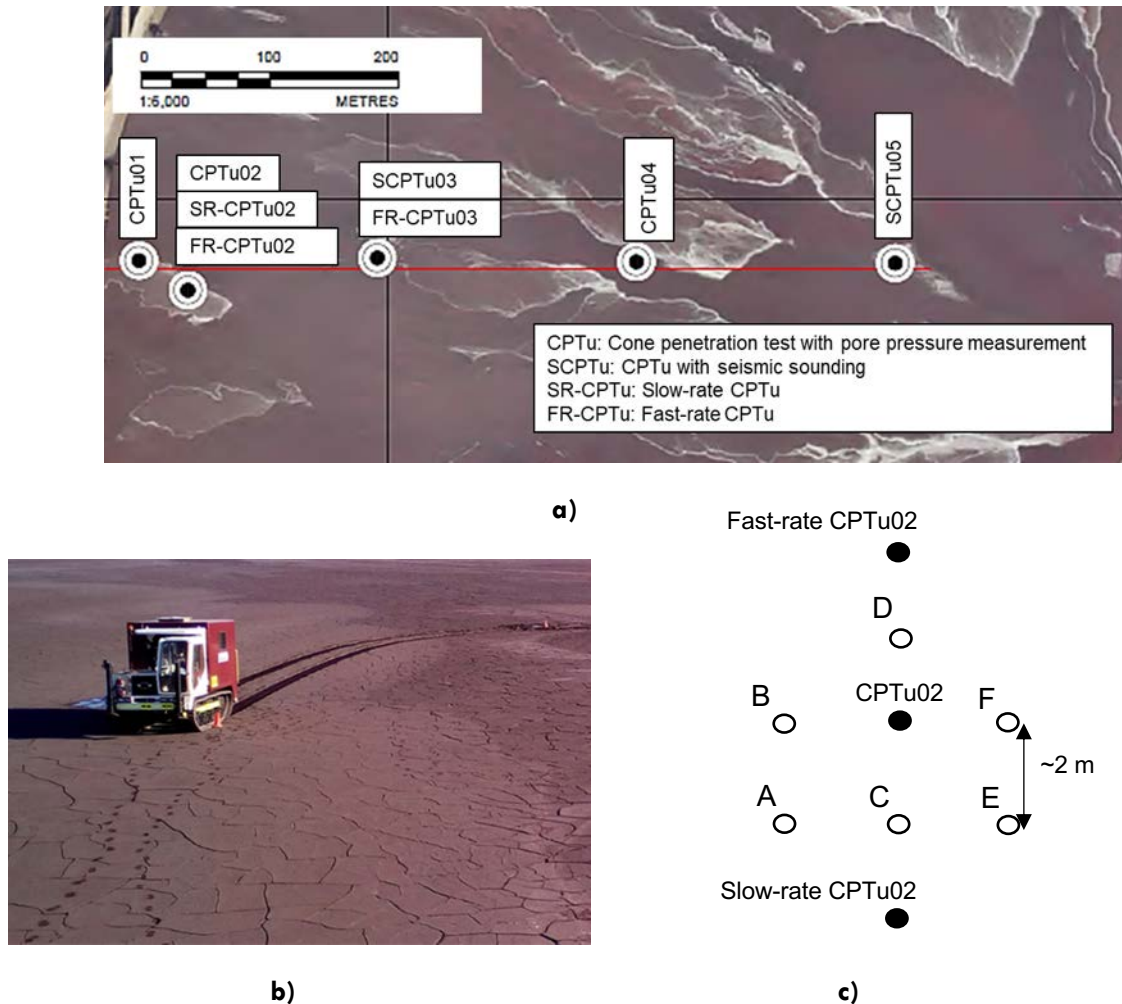 0 100 200
1:6,000 METRES
CPTu01
CPTu02
SR-CPTu02
FR-CPTu02
SCPTu03
FR-CPTu03
CPTu04
SCPTu05
CPTu: Cone penetration test with pore pressure measurement
SCPTu: CPTu with seismic sounding
SR-CPTu: Slow-rate CPTu
FR-CPTu: Fast-rate CPTu
a)
Fast-rate CPTu02
D
B CPTu02 F
~2 m
A C E
Slow-rate CPTu02
b) c)